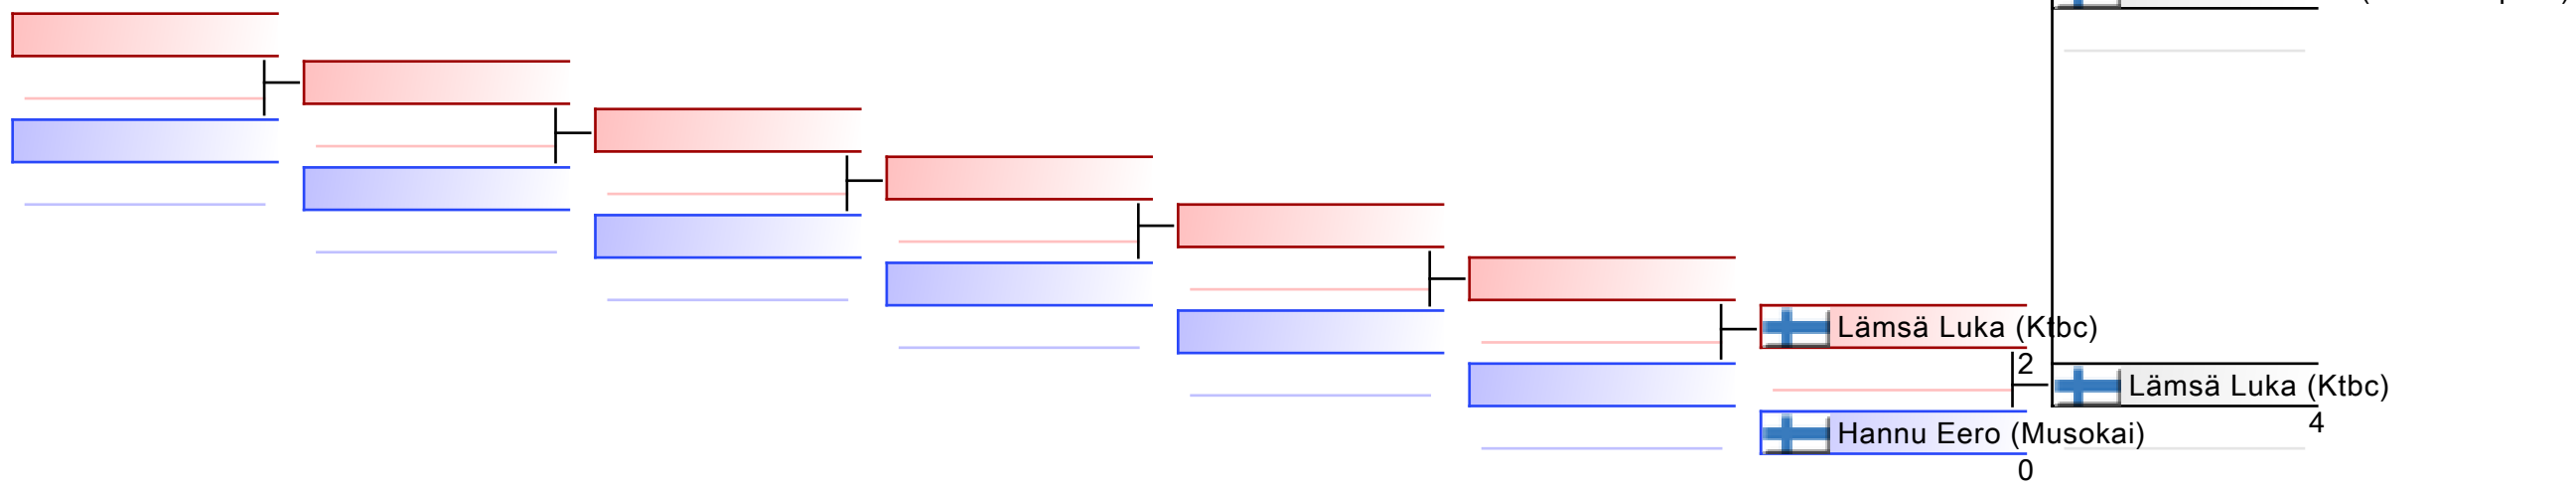 Lämsä Luka (Ktbc)
2
Lämsä Luka (Ktbc)
4
Hannu Eero (Musokai)
0